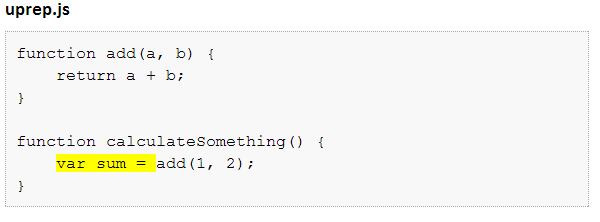 uprep.js
function add(a, b) {
    return a + b;
}
function calculateSomething() {
    var sum = add(1, 2);
}